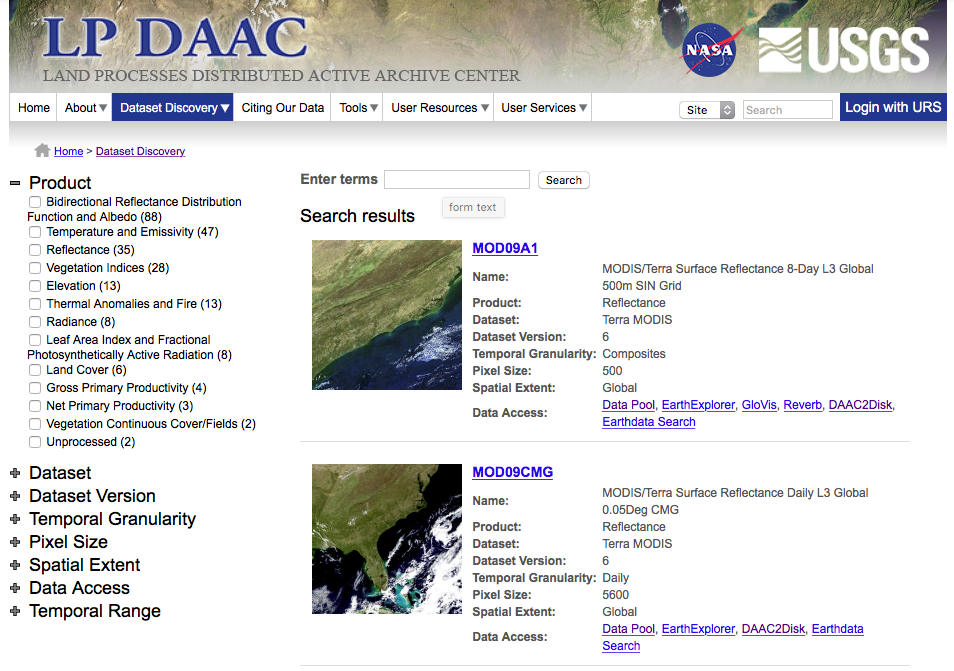 LP DAAC
LAND PROCESSES DISTRIBUTED ACTIVE ARCHIVE CENTER
NASA
USGS
Home About Dataset Discovery Citing Our Data Tools User Resources User Services Site Search Login with URS
Home > Dataset Discovery
Product
Bidirectional Reflectance Distribution
Function and Albedo (88)
Temperature and Emissivity (47)
Reflectance (35)
Vegetation Indices (28)
Elevation (13)
Thermal Anomalies and Fire (13)
Radiance (8)
Leaf Area Index and Fractional
Photosynthetically Active Radiation (8)
Land Cover (6)
Gross Primary Productivity (4)
Net Primary Productivity (3)
Vegetation Continuous Cover/Fields (2)
Unprocessed (2)
Dataset
Dataset Version
Temporal Granularity
Pixel Size
Spatial Extent
Data Access
Temporal Range
Enter terms Search
form text
Search results
MOD09A1
Name: MODIS/Terra Surface Reflectance 8-Day L3 Global
500m SIN Grid
Product: Reflectance
Dataset: Terra MODIS
Dataset Version: 6
Temporal Granularity: Composites
Pixel Size: 500
Spatial Extent: Global
Data Access: Data Pool, EarthExplorer, GloVis, Reverb, DAAC2Disk,
Earthdata Search
MOD09CMG
Name: MODIS/Terra Surface Reflectance Daily L3 Global
0.05Deg CMG
Product: Reflectance
Dataset: Terra MODIS
Dataset Version: 6
Temporal Granularity: Daily
Pixel Size: 5600
Spatial Extent: Global
Data Access: Data Pool, EarthExplorer, DAAC2Disk, Earthdata
Search